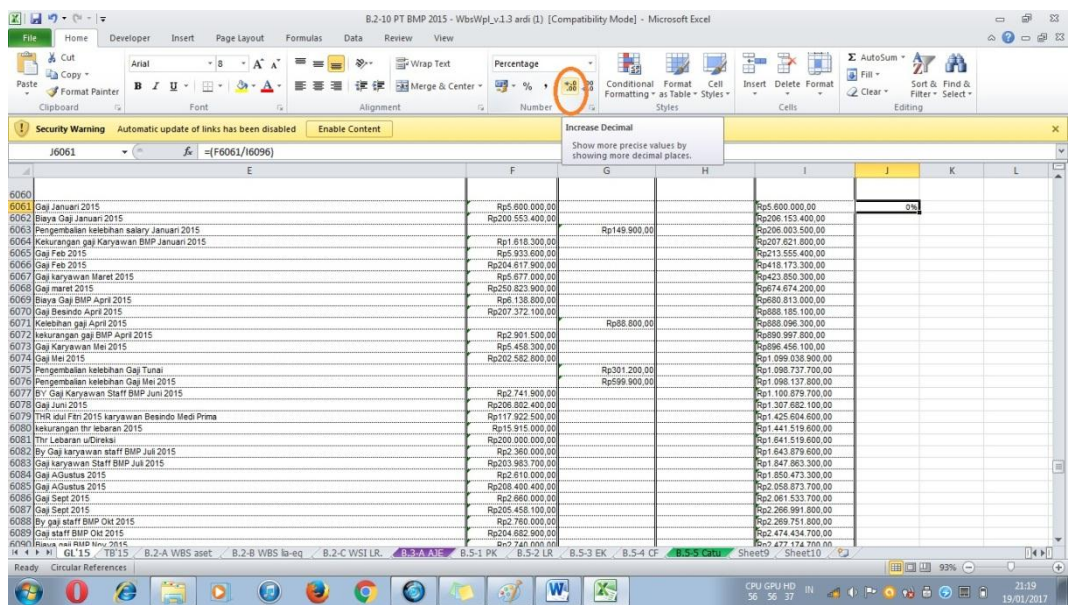 B.2-10 PT BMP 2015 - WbsWpl_v.1.3 ardi (1) [Compatibility Mode] - Microsoft Excel
File Home Developer Insert Page Layout Formulas Data Review View
Cut
Copy
Format Painter
Paste
Clipboard
Arial 8
B I U
Font
Wrap Text
Merge & Center
Alignment
Percentage
%
Number
Conditional Formatting
Format as Table
Cell Styles
Styles
Insert Delete Format
Cells
Σ AutoSum
Fill
Clear
Sort & Filter
Find & Select
Editing
Security Warning Automatic update of links has been disabled Enable Content
Increase Decimal
Show more precise values by
showing more decimal places.
J6061 fx =(F6061/I6096)
E F G H I J K L
6060
6061 Gaji Januari 2015 Rp5.600.000,00 Rp5.600.000,00 0%
6062 Biaya Gaji Januari 2015 Rp200.553.400,00 Rp206.153.400,00
6063 Pengembalian kelebihan salary Januari 2015 Rp149.900,00 Rp206.003.500,00
6064 Kekurangan gaji Karyawan BMP Januari 2015 Rp1.618.300,00 Rp207.621.800,00
6065 Gaji Feb 2015 Rp5.933.600,00 Rp213.555.400,00
6066 Gaji Feb 2015 Rp204.617.900,00 Rp418.173.300,00
6067 Gaji karyawan Maret 2015 Rp5.677.000,00 Rp423.850.300,00
6068 Gaji maret 2015 Rp250.823.900,00 Rp674.674.200,00
6069 Biaya Gaji BMP April 2015 Rp6.138.800,00 Rp680.813.000,00
6070 Gaji Besindo April 2015 Rp207.372.100,00 Rp888.185.100,00
6071 Kelebihan gaji April 2015 Rp88.800,00 Rp888.096.300,00
6072 kekurangan gaji BMP April 2015 Rp2.901.500,00 Rp890.997.800,00
6073 Gaji Karyawan Mei 2015 Rp5.458.300,00 Rp896.456.100,00
6074 Gaji Mei 2015 Rp202.582.800,00 Rp1.099.038.900,00
6075 Pengembalian kelebihan Gaji Tunai Rp301.200,00 Rp1.098.737.700,00
6076 Pengembalian kelebihan Gaji Mei 2015 Rp599.900,00 Rp1.098.137.800,00
6077 BY Gaji Karyawan Staff BMP Juni 2015 Rp2.741.900,00 Rp1.100.879.700,00
6078 Gaji Juni 2015 Rp206.802.400,00 Rp1.307.682.100,00
6079 THR idul Fitri 2015 karyawan Besindo Medi Prima Rp117.922.500,00 Rp1.425.604.600,00
6080 kekurangan thr lebaran 2015 Rp15.915.000,00 Rp1.441.519.600,00
6081 Thr Lebaran u/Direksi Rp200.000.000,00 Rp1.641.519.600,00
6082 By Gaji karyawan staff BMP Juli 2015 Rp2.360.000,00 Rp1.643.879.600,00
6083 Gaji karyawan Staff BMP Juli 2015 Rp203.983.700,00 Rp1.847.863.300,00
6084 Gaji AGustus 2015 Rp2.610.000,00 Rp1.850.473.300,00
6085 Gaji AGustus 2015 Rp208.400.400,00 Rp2.058.873.700,00
6086 Gaji Sept 2015 Rp2.660.000,00 Rp2.061.533.700,00
6087 Gaji Sept 2015 Rp205.458.100,00 Rp2.266.991.800,00
6088 By gaji staff BMP Okt 2015 Rp2.760.000,00 Rp2.269.751.800,00
6089 Gaji staff BMP Okt 2015 Rp204.682.900,00 Rp2.474.434.700,00
6090 Biaya gaji BMP Nov 2015 Rp2.740.000,00 Rp2.477.174.700,00
GL'15 TB'15 B.2-A WBS aset B.2-B WBS lia-eq B.2-C WSI LR. B.3-A AJE B.5-1 PK B.5-2 LR B.5-3 EK B.5-4 CF B.5-5 Catu Sheet9 Sheet10
Ready Circular References 93%
CPU GPU HD
56 56 37
IN
21:19
19/01/2017